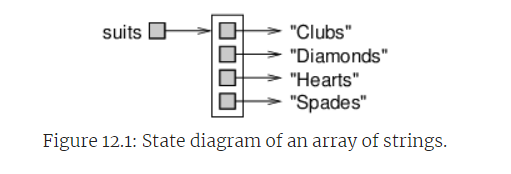 suits "Clubs"
"Diamonds"
"Hearts"
"Spades"
Figure 12.1: State diagram of an array of strings.